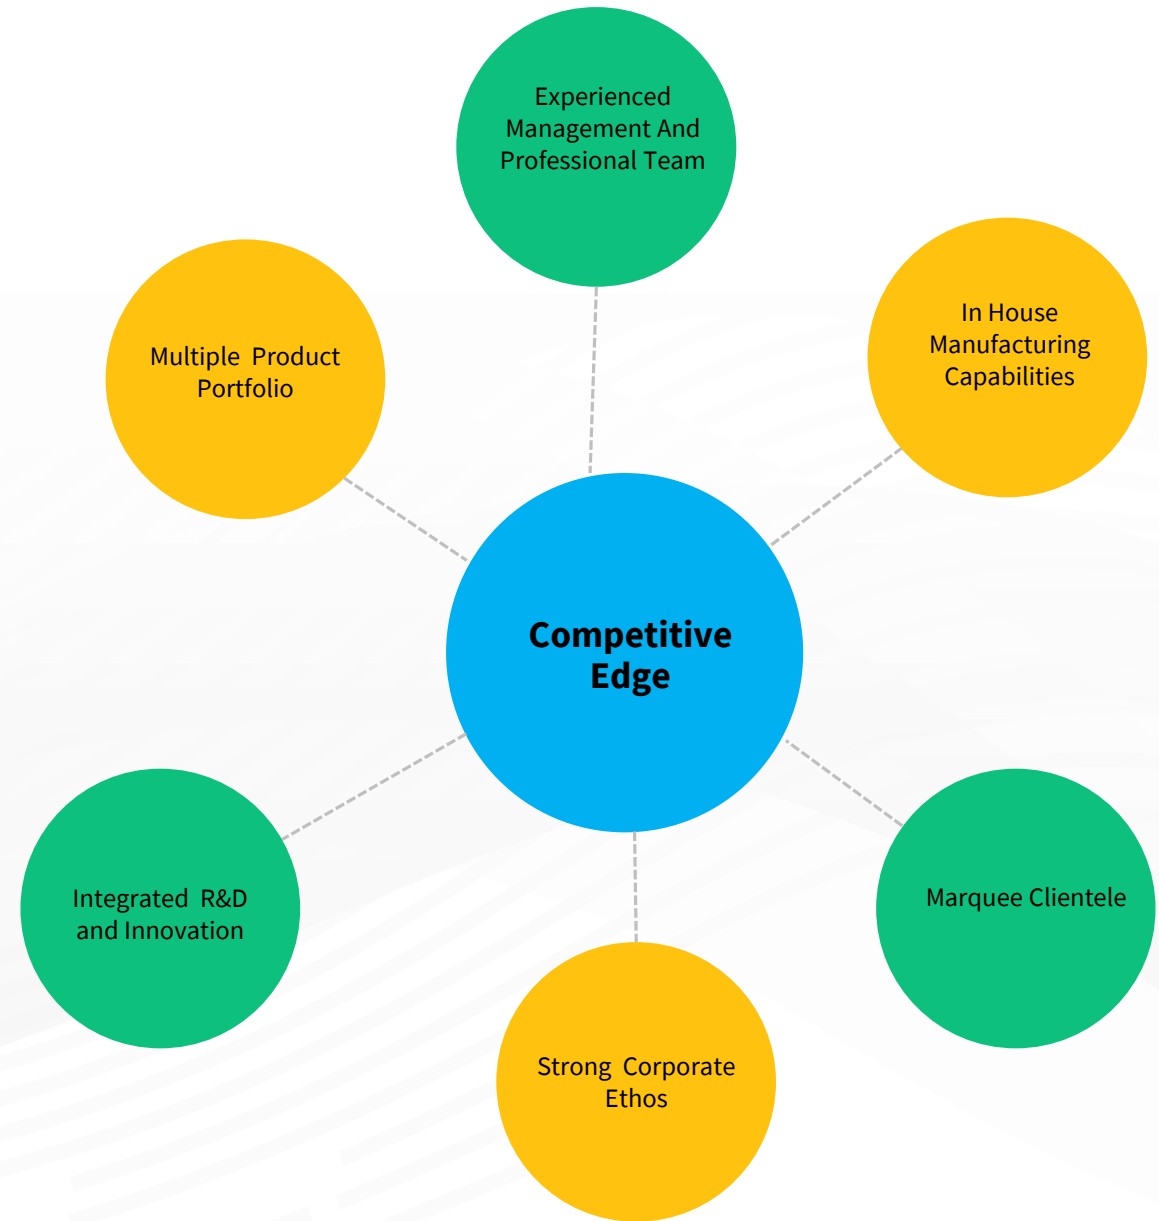 Experienced
Management And
Professional Team
In House
Manufacturing
Capabilities
Multiple Product
Portfolio
Competitive
Edge
Integrated R&D
and Innovation
Marquee Clientele
Strong Corporate
Ethos